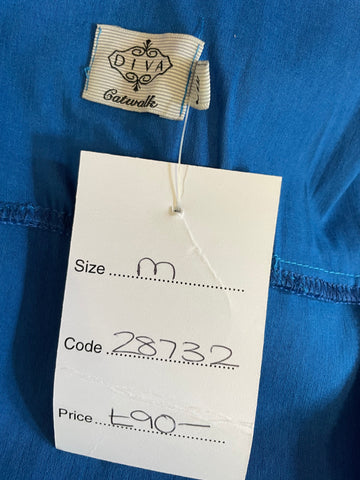 DIVA
Catwalk
Size m
Code 28732
Price £90-